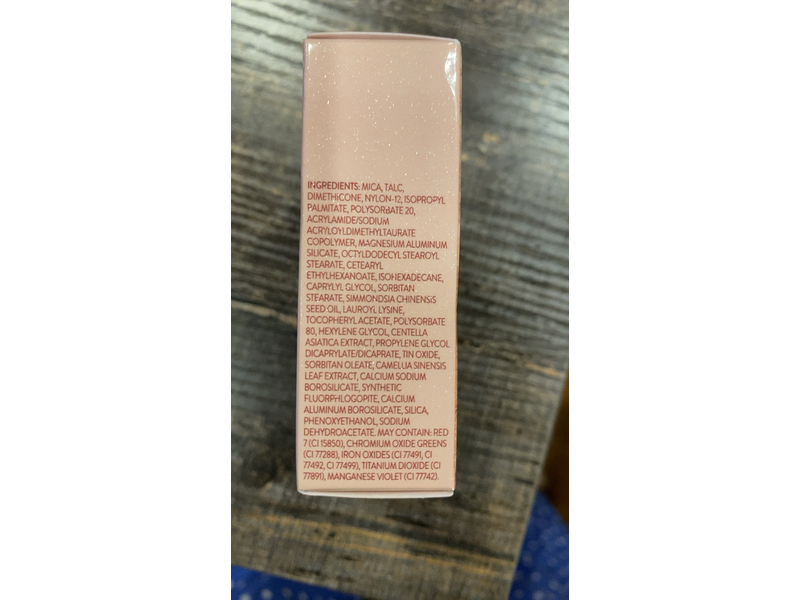 INGREDIENTS: MICA, TALC,
DIMETHICONE, NYLON-12, ISOPROPYL
PALMITATE, POLYSORBATE 20,
ACRYLAMIDE/SODIUM
ACRYLOYLDIMETHYLTAURATE
COPOLYMER, MAGNESIUM ALUMINUM
SILICATE, OCTYLDODECYL STEAROYL
STEARATE, CETEARYL
ETHYLHEXANOATE, ISOHEXADECANE,
CAPRYLYL GLYCOL, SORBITAN
STEARATE, SIMMONDSIA CHINENSIS
SEED OIL, LAUROYL LYSINE,
TOCOPHERYL ACETATE, POLYSORBATE
80, HEXYLENE GLYCOL, CENTELLA
ASIATICA EXTRACT, PROPYLENE GLYCOL
DICAPRYLATE/DICAPRATE, TIN OXIDE,
SORBITAN OLEATE, CAMELLIA SINENSIS
LEAF EXTRACT, CALCIUM SODIUM
BOROSILICATE, SYNTHETIC
FLUORPHLOGOPITE, CALCIUM
ALUMINUM BOROSILICATE, SILICA,
PHENOXYETHANOL, SODIUM
DEHYDROACETATE. MAY CONTAIN: RED
7 (CI 15850), CHROMIUM OXIDE GREENS
(CI 77288), IRON OXIDES (CI 77491, CI
77492, CI 77499), TITANIUM DIOXIDE (CI
77891), MANGANESE VIOLET (CI 77742).